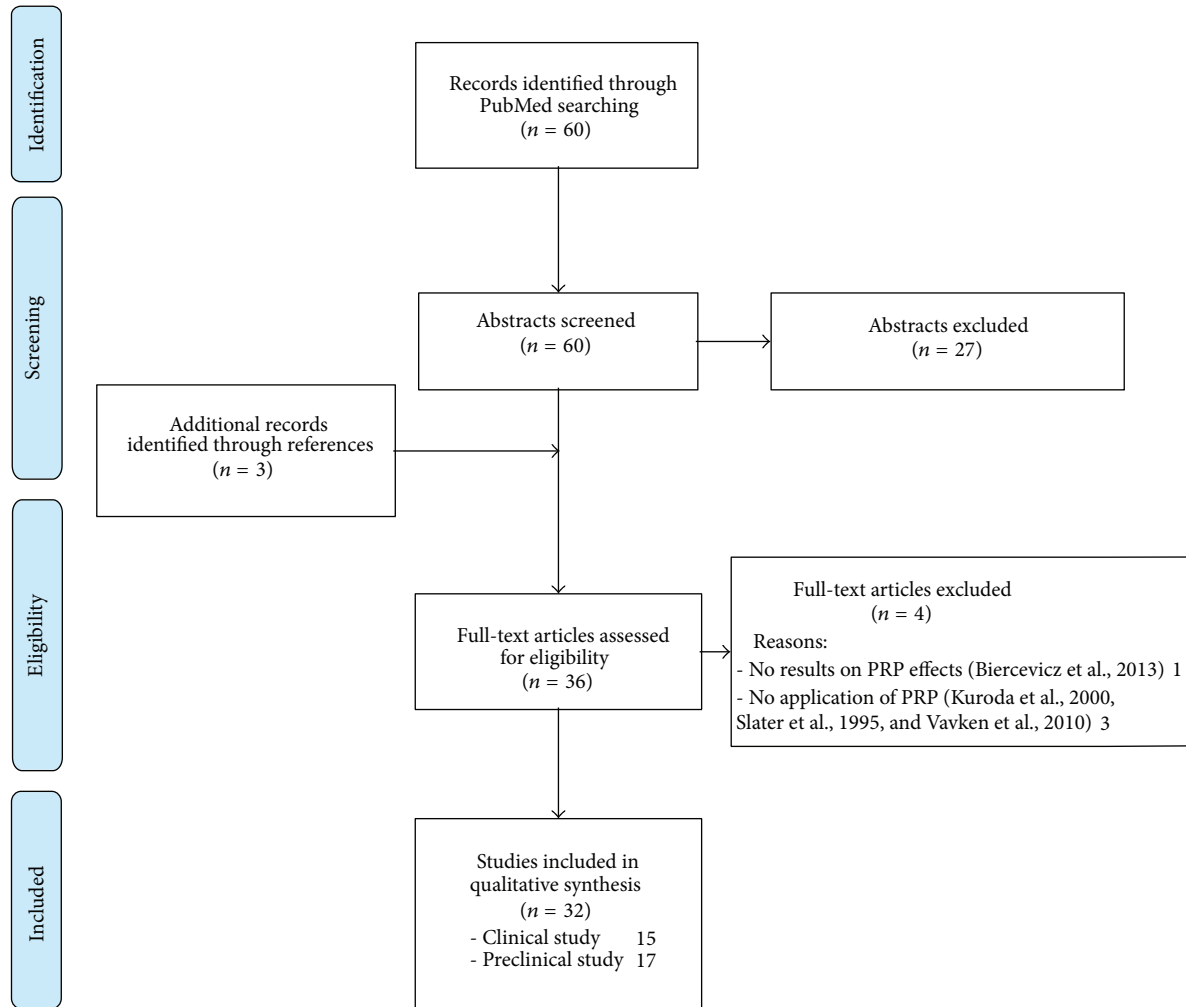 Identification
Records identified through
PubMed searching
(n = 60)
Screening
Abstracts screened
(n = 60)
Abstracts excluded
(n = 27)
Additional records
identified through references
(n = 3)
Eligibility
Full-text articles assessed
for eligibility
(n = 36)
Full-text articles excluded
(n = 4)
Reasons:
- No results on PRP effects (Biercevicz et al., 2013) 1
- No application of PRP (Kuroda et al., 2000,
Slater et al., 1995, and Vavken et al., 2010) 3
Included
Studies included in
qualitative synthesis
(n = 32)
- Clinical study 15
- Preclinical study 17